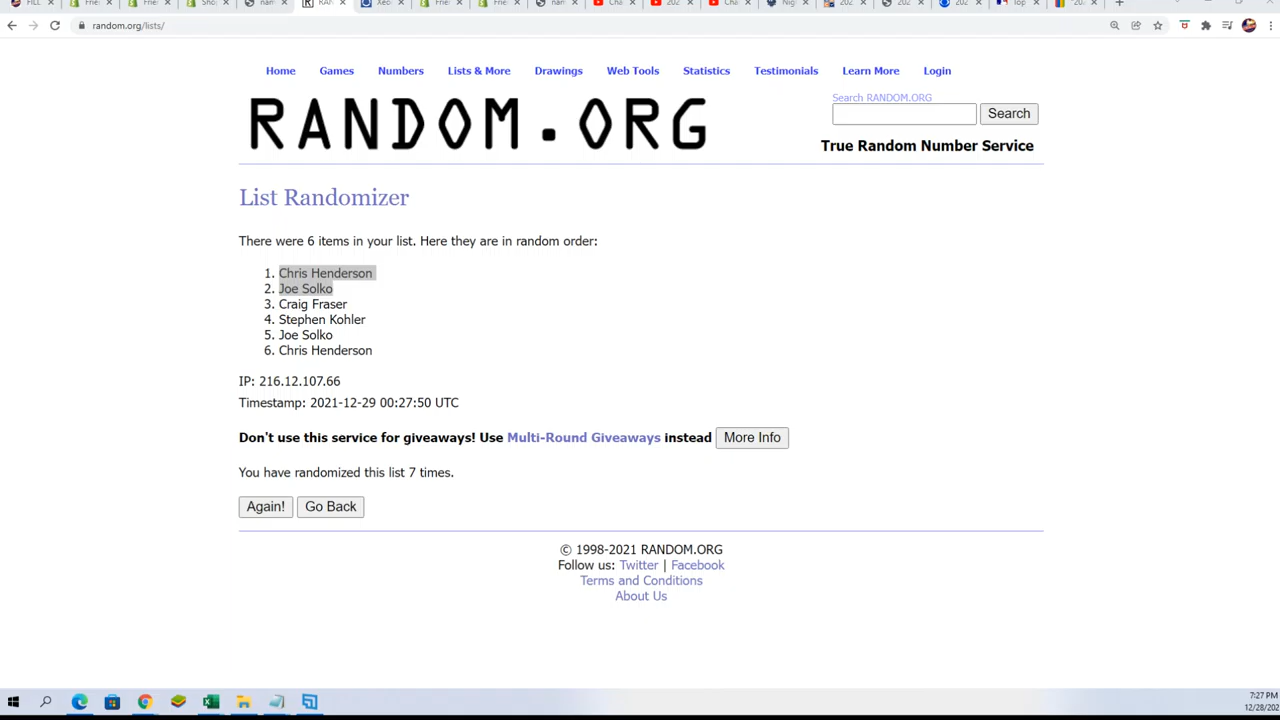 random.org/lists/
Home Games Numbers Lists & More Drawings Web Tools Statistics Testimonials Learn More Login
RANDOM.ORG
Search RANDOM.ORG
Search
True Random Number Service
List Randomizer
There were 6 items in your list. Here they are in random order:
1. Chris Henderson
2. Joe Solko
3. Craig Fraser
4. Stephen Kohler
5. Joe Solko
6. Chris Henderson
IP: 216.12.107.66
Timestamp: 2021-12-29 00:27:50 UTC
Don't use this service for giveaways! Use Multi-Round Giveaways instead More Info
You have randomized this list 7 times.
Again! Go Back
© 1998-2021 RANDOM.ORG
Follow us: Twitter | Facebook
Terms and Conditions
About Us
7:27 PM
12/28/202